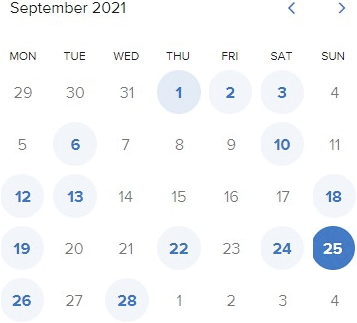 September 2021
MON TUE WED THU FRI SAT SUN
29 30 31 1 2 3 4
5 6 7 8 9 10 11
12 13 14 15 16 17 18
19 20 21 22 23 24 25
26 27 28 1 2 3 4